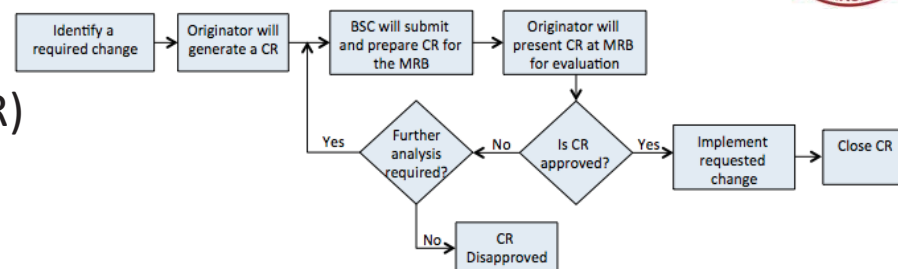 Identify a
required change
Originator will
generate a CR
BSC will submit
and prepare CR for
the MRB
Originator will
present CR at MRB
for evaluation
R)
Yes
Further
analysis
required?
No
Is CR
approved?
Yes
Implement
requested
change
Close CR
No
CR
Disapproved